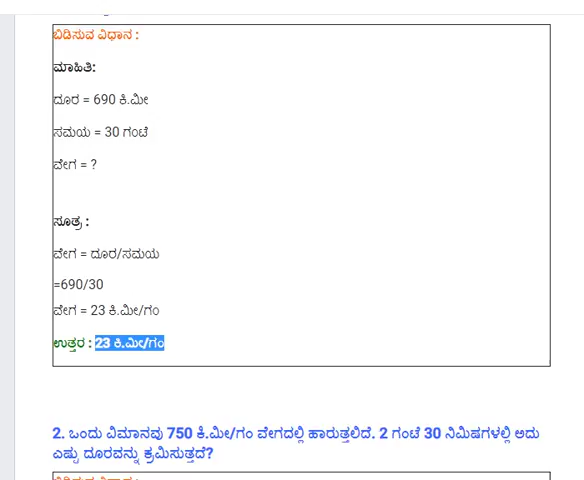 ಬಿಡಿಸುವ ವಿಧಾನ :
ಮಾಹಿತಿ:
ದೂರ = 690 ಕಿ.ಮೀ
ಸಮಯ = 30 ಗಂಟೆ
ವೇಗ = ?
ಸೂತ್ರ :
ವೇಗ = ದೂರ/ಸಮಯ
=690/30
ವೇಗ = 23 ಕಿ.ಮೀ/ಗಂ
ಉತ್ತರ : 23 ಕಿ.ಮೀ/ಗಂ
2. ಒಂದು ವಿಮಾನವು 750 ಕಿ.ಮೀ/ಗಂ ವೇಗದಲ್ಲಿ ಹಾರುತ್ತಲಿದೆ. 2 ಗಂಟೆ 30 ನಿಮಿಷಗಳಲ್ಲಿ ಅದು
ಎಷ್ಟು ದೂರವನ್ನು ಕ್ರಮಿಸುತ್ತದೆ?